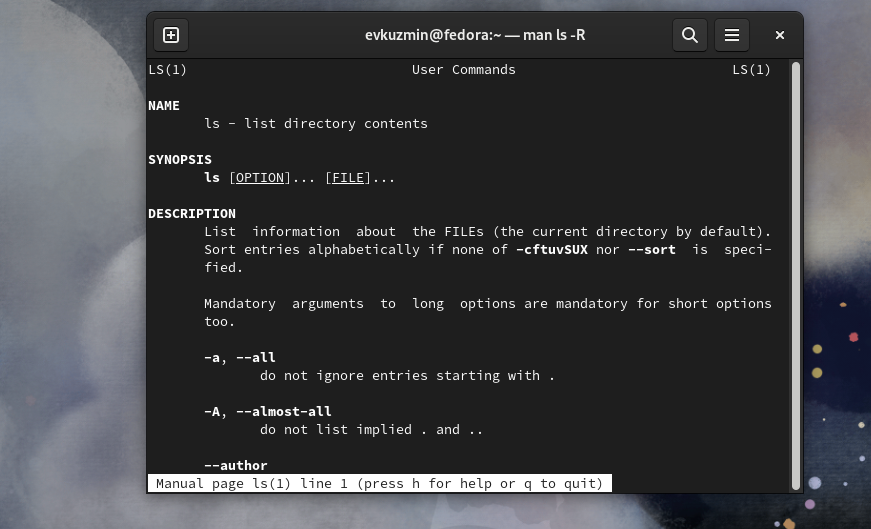 evkuzmin@fedora:~ — man ls -R
LS(1) User Commands LS(1)
NAME
ls - list directory contents
SYNOPSIS
ls [OPTION]... [FILE]...
DESCRIPTION
List information about the FILEs (the current directory by default).
Sort entries alphabetically if none of -cftuvSUX nor --sort is speci-
fied.
Mandatory arguments to long options are mandatory for short options
too.
-a, --all
do not ignore entries starting with .
-A, --almost-all
do not list implied . and ..
--author
Manual page ls(1) line 1 (press h for help or q to quit)